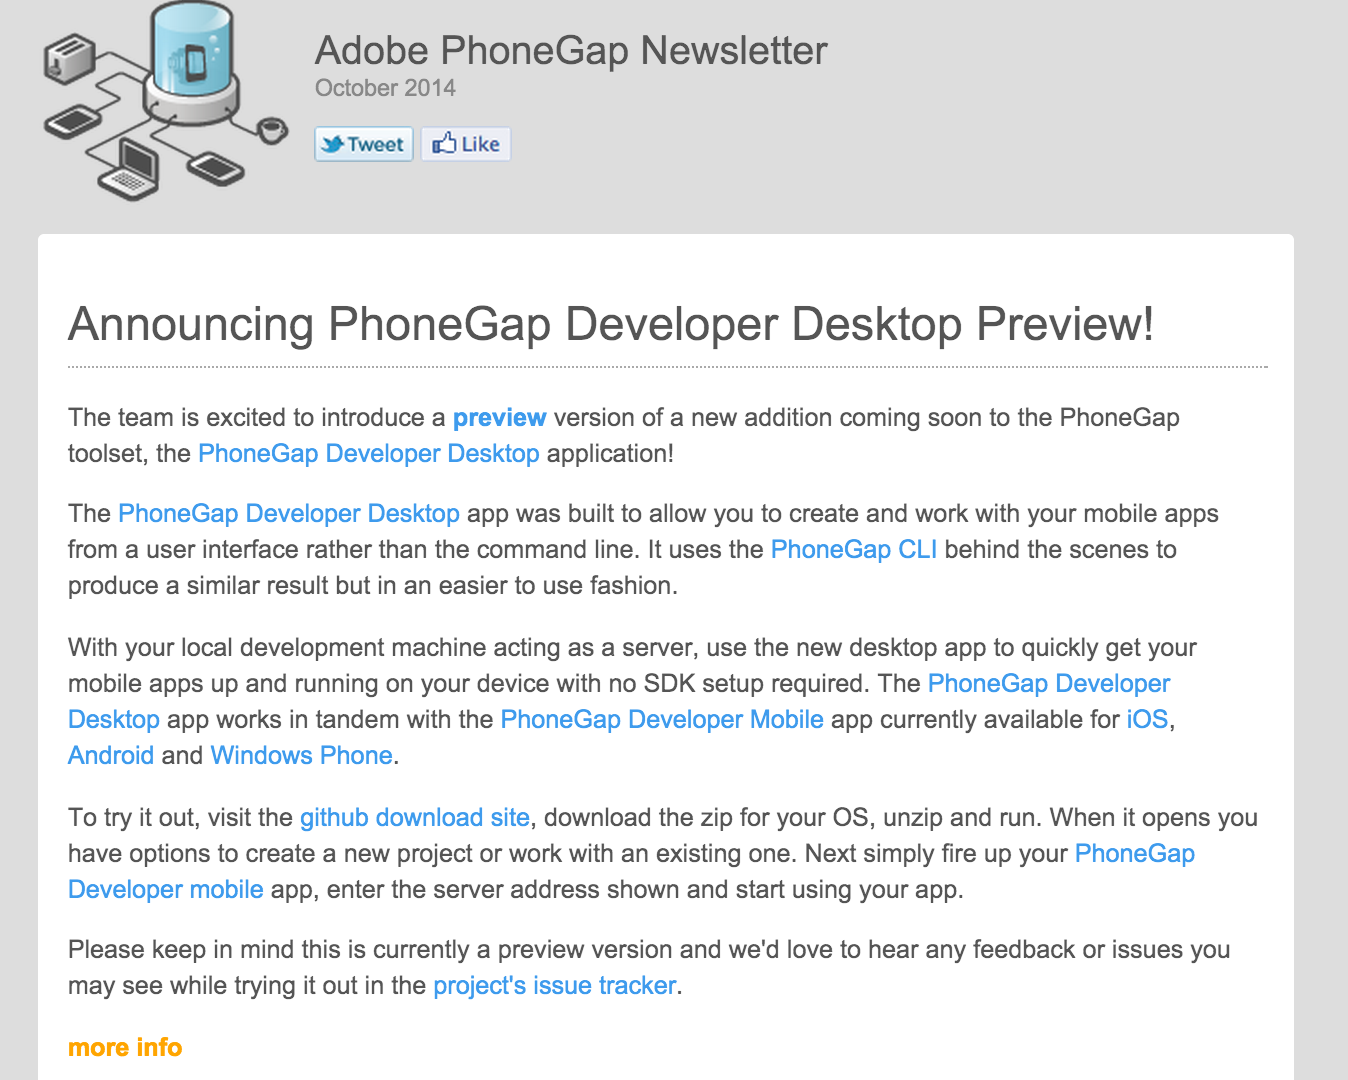 Adobe PhoneGap Newsletter
October 2014
Tweet
Like
Announcing PhoneGap Developer Desktop Preview!
The team is excited to introduce a preview version of a new addition coming soon to the PhoneGap
toolset, the PhoneGap Developer Desktop application!
The PhoneGap Developer Desktop app was built to allow you to create and work with your mobile apps
from a user interface rather than the command line. It uses the PhoneGap CLI behind the scenes to
produce a similar result but in an easier to use fashion.
With your local development machine acting as a server, use the new desktop app to quickly get your
mobile apps up and running on your device with no SDK setup required. The PhoneGap Developer
Desktop app works in tandem with the PhoneGap Developer Mobile app currently available for iOS,
Android and Windows Phone.
To try it out, visit the github download site, download the zip for your OS, unzip and run. When it opens you
have options to create a new project or work with an existing one. Next simply fire up your PhoneGap
Developer mobile app, enter the server address shown and start using your app.
Please keep in mind this is currently a preview version and we'd love to hear any feedback or issues you
may see while trying it out in the project's issue tracker.
more info